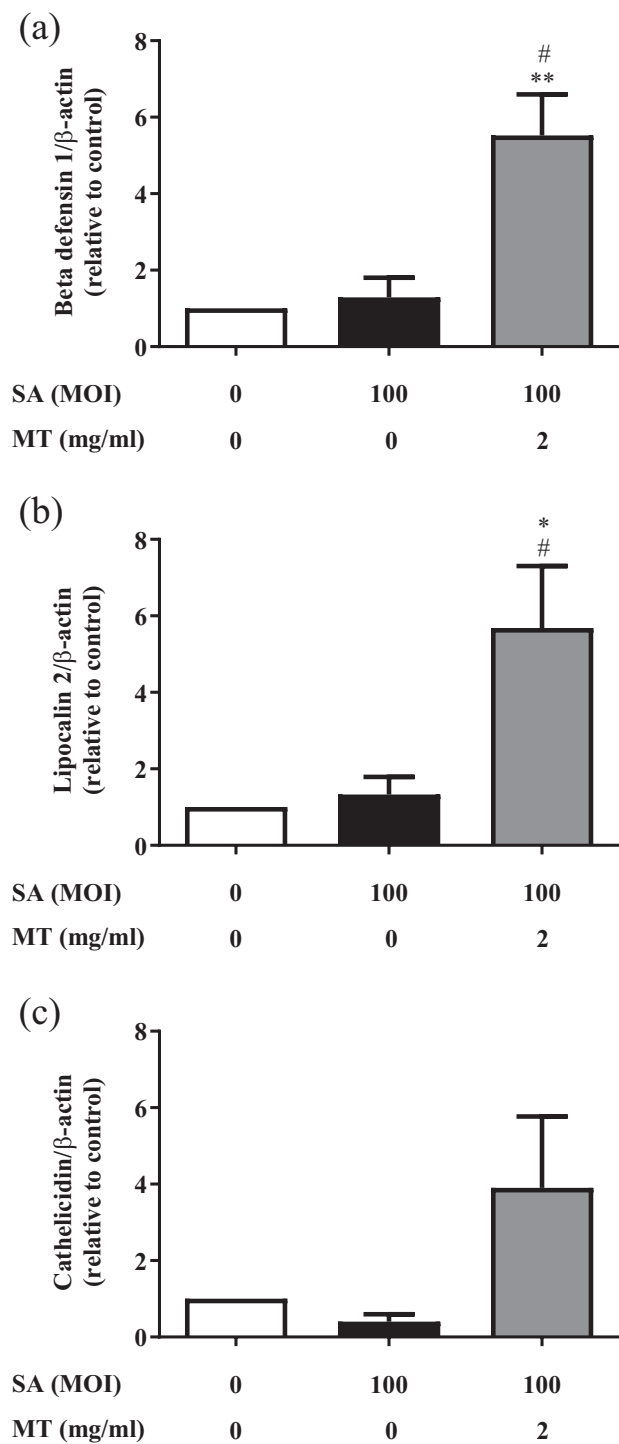 (a)
Beta defensin 1/β-actin
(relative to control)
8
6
4
2
0
#
**
SA (MOI) 0 100 100
MT (mg/ml) 0 0 2
(b)
Lipocalin 2/β-actin
(relative to control)
8
6
4
2
0
*
#
SA (MOI) 0 100 100
MT (mg/ml) 0 0 2
(c)
Cathelicidin/β-actin
(relative to control)
8
6
4
2
0
SA (MOI) 0 100 100
MT (mg/ml) 0 0 2